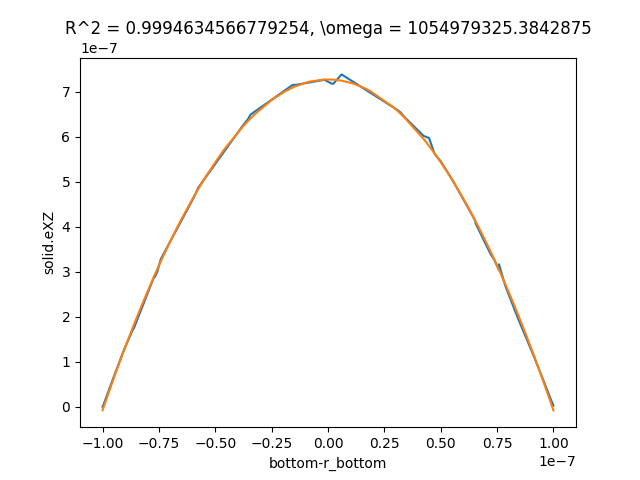 R^2 = 0.9994634566779254, \omega = 1054979325.3842875
1e−7
7
6
5
4
3
2
1
0
solid.eXZ
−1.00 −0.75 −0.50 −0.25 0.00 0.25 0.50 0.75 1.00
bottom-r_bottom
1e−7